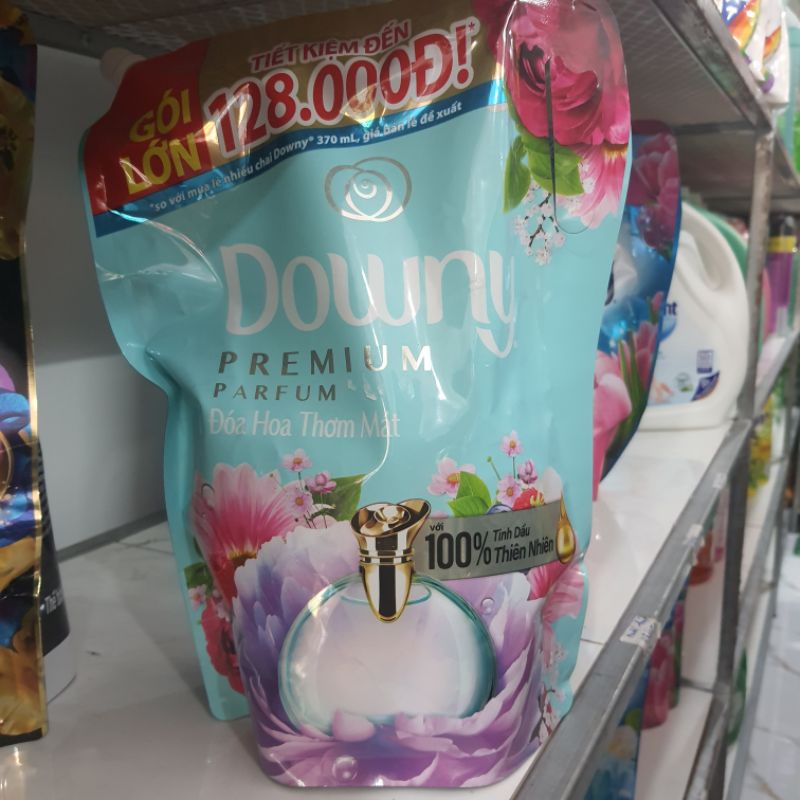 TIẾT KIỆM ĐẾN
GÓI LỚN
128.000Đ!*
*so với mua lẻ nhiều chai Downy® 370 mL, giá bán lẻ đề xuất
Downy
PREMIUM
PARFUM
Đóa Hoa Thơm Mát
với
100% Tinh Dầu
Thiên Nhiên